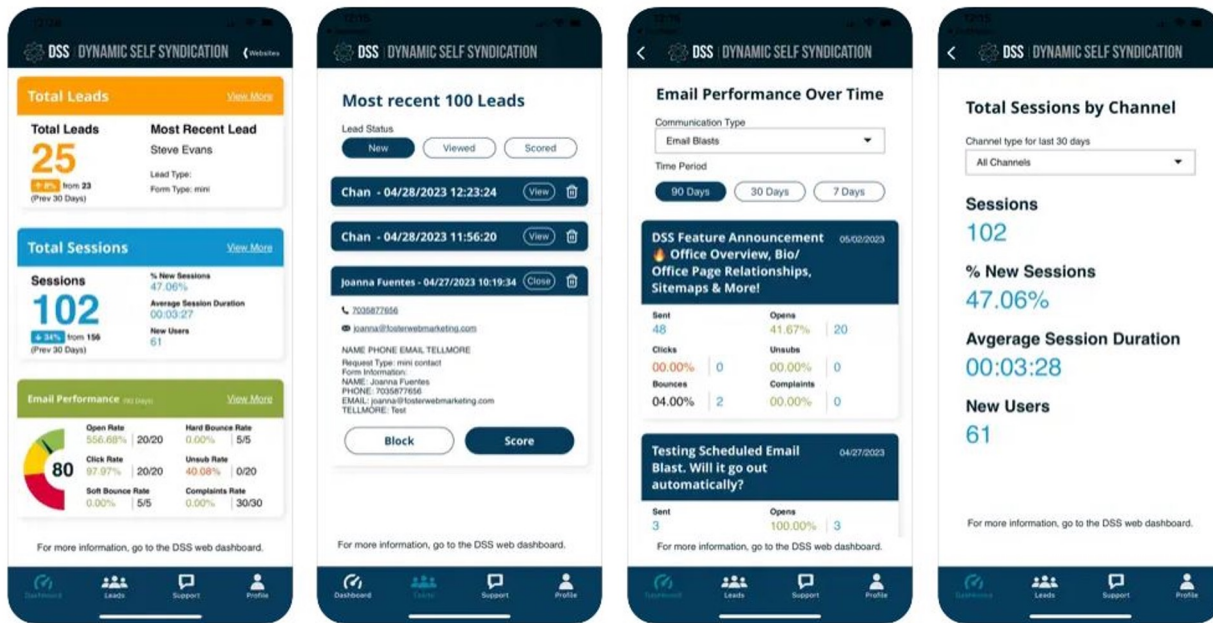 DSS DYNAMIC SELF SYNDICATION
Websites
Total Leads View More
Total Leads
25
8% from 23
(Prev 30 Days)
Most Recent Lead
Steve Evans
Lead Type:
Form Type: mini
Total Sessions View More
Sessions
102
34% from 156
(Prev 30 Days)
% New Sessions
47.06%
Average Session Duration
00:03:27
New Users
61
Email Performance (90 Days) View More
80
Open Rate
556.68% 20/20
Hard Bounce Rate
0.00% 5/5
Click Rate
97.97% 20/20
Unsub Rate
40.08% 0/20
Soft Bounce Rate
0.00% 5/5
Complaints Rate
0.00% 30/30
For more information, go to the DSS web dashboard.
Dashboard Leads Support Profile
12:15
DSS DYNAMIC SELF SYNDICATION
Most recent 100 Leads
Lead Status
New Viewed Scored
Chan - 04/28/2023 12:23:24 View
Chan - 04/28/2023 11:56:20 View
Joanna Fuentes - 04/27/2023 10:19:34 Close
7035877656
joanna@fosterwebmarketing.com
NAME PHONE EMAIL TELLMORE
Request Type: mini contact
Form Information:
NAME: Joanna Fuentes
PHONE: 7035877656
EMAIL: joanna@fosterwebmarketing.com
TELLMORE: Test
Block Score
For more information, go to the DSS web dashboard.
Dashboard Leads Support Profile
DSS DYNAMIC SELF SYNDICATION
Email Performance Over Time
Communication Type
Email Blasts
Time Period
90 Days 30 Days 7 Days
DSS Feature Announcement 05/02/2023
🔥 Office Overview, Bio/
Office Page Relationships,
Sitemaps & More!
Sent Opens
48 41.67% 20
Clicks Unsubs
00.00% 0 00.00% 0
Bounces Complaints
04.00% 2 00.00% 0
Testing Scheduled Email 04/27/2023
Blast. Will it go out
automatically?
Sent Opens
3 100.00% 3
For more information, go to the DSS web dashboard.
Dashboard Leads Support Profile
12:15
DSS DYNAMIC SELF SYNDICATION
Total Sessions by Channel
Channel type for last 30 days
All Channels
Sessions
102
% New Sessions
47.06%
Avgerage Session Duration
00:03:28
New Users
61
For more information, go to the DSS web dashboard.
Dashboard Leads Support Profile